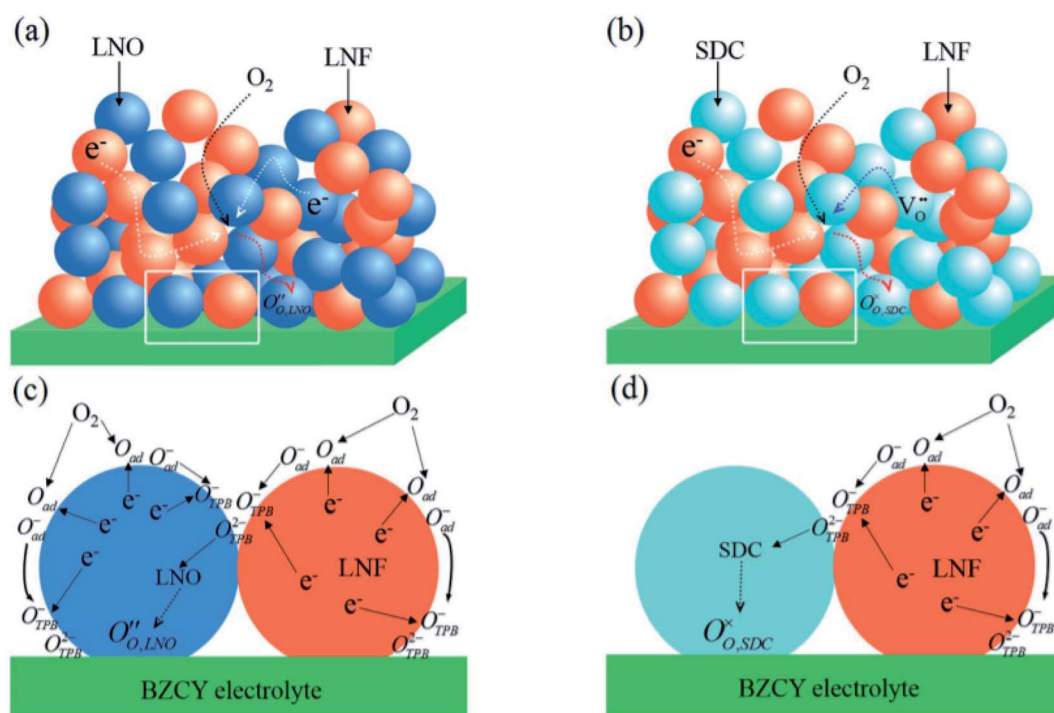 (a)
LNO
O₂
LNF
e⁻
e⁻
O''O,LNO
(b)
SDC
O₂
LNF
e⁻
VO••
O×O,SDC
(c)
O₂
O₂
Oad
O⁻ad
O⁻ad
Oad
Oad
e⁻
e⁻
O⁻TPB
O⁻TPB
e⁻
e⁻
Oad
O⁻ad
e⁻
O⁻ad
O²⁻TPB
e⁻
LNO
e⁻
LNF
e⁻
O⁻TPB
O''O,LNO
O⁻TPB
O²⁻TPB
O²⁻TPB
BZCY electrolyte
(d)
O₂
Oad
O⁻ad
O⁻TPB
e⁻
Oad
e⁻
O⁻ad
O²⁻TPB
SDC
e⁻
LNF
e⁻
O⁻TPB
O×O,SDC
O²⁻TPB
BZCY electrolyte